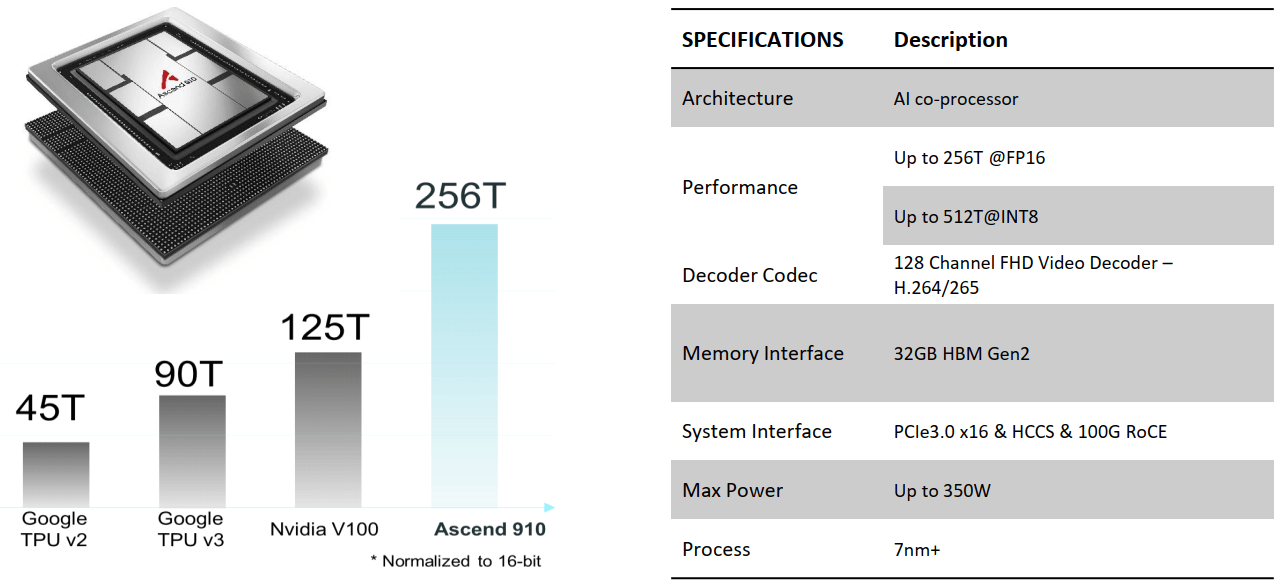 Ascend 910
256T
125T
90T
45T
Google
TPU v2
Google
TPU v3
Nvidia V100
Ascend 910
* Normalized to 16-bit
SPECIFICATIONS Description
Architecture AI co-processor
Performance Up to 256T @FP16
Up to 512T@INT8
Decoder Codec 128 Channel FHD Video Decoder –
H.264/265
Memory Interface 32GB HBM Gen2
System Interface PCIe3.0 x16 & HCCS & 100G RoCE
Max Power Up to 350W
Process 7nm+